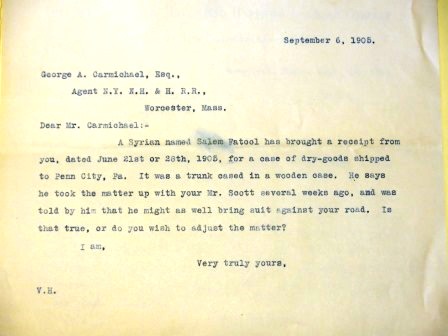 September 6, 1905.
George A. Carmichael, Esq.,
Agent N.Y. N.H. & H. R.R.,
Worcester, Mass.
Dear Mr. Carmichael:-
A Syrian named Salem Fatool has brought a receipt from
you, dated June 21st or 28th, 1905, for a case of dry-goods shipped
to Penn City, Pa. It was a trunk cased in a wooden case. He says
he took the matter up with your Mr. Scott several weeks ago, and was
told by him that he might as well bring suit against your road. Is
that true, or do you wish to adjust the matter?
I am,
Very truly yours,
V.H.